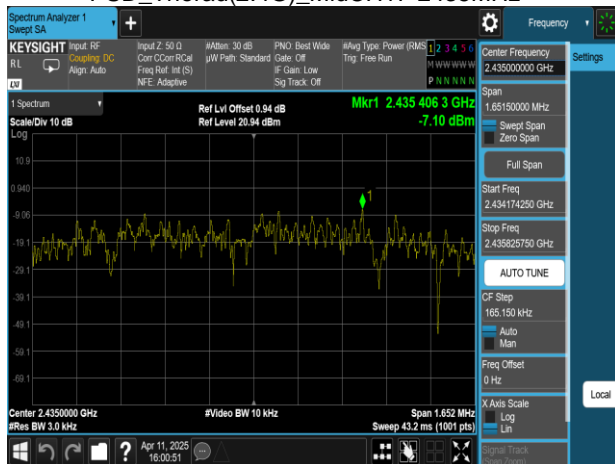 Spectrum Analyzer 1
Swept SA
Frequency
KEYSIGHT
RL
LXI
Input: RF
Coupling: DC
Align: Auto
Input Z: 50 Ω
Corr CCorr RCal
Freq Ref: Int (S)
NFE: Adaptive
#Atten: 30 dB
µW Path: Standard
PNO: Best Wide
Gate: Off
IF Gain: Low
Sig Track: Off
#Avg Type: Power (RMS
Trig: Free Run
1 2 3 4 5 6
M W W W W W
P N N N N N
1 Spectrum
Scale/Div 10 dB
Log
Ref Lvl Offset 0.94 dB
Ref Level 20.94 dBm
Mkr1 2.435 406 3 GHz
-7.10 dBm
10.9
0.940
-9.06
-19.1
-29.1
-39.1
-49.1
-59.1
-69.1
1
Center 2.4350000 GHz
#Res BW 3.0 kHz
#Video BW 10 kHz
Span 1.652 MHz
Sweep 43.2 ms (1001 pts)
Center Frequency
2.435000000 GHz
Span
1.65150000 MHz
Swept Span
Zero Span
Full Span
Start Freq
2.434174250 GHz
Stop Freq
2.435825750 GHz
AUTO TUNE
CF Step
165.150 kHz
Auto
Man
Freq Offset
0 Hz
X Axis Scale
Log
Lin
Signal Track
(Span Zoom)
Settings
Local
?
Apr 11, 2025
16:00:51